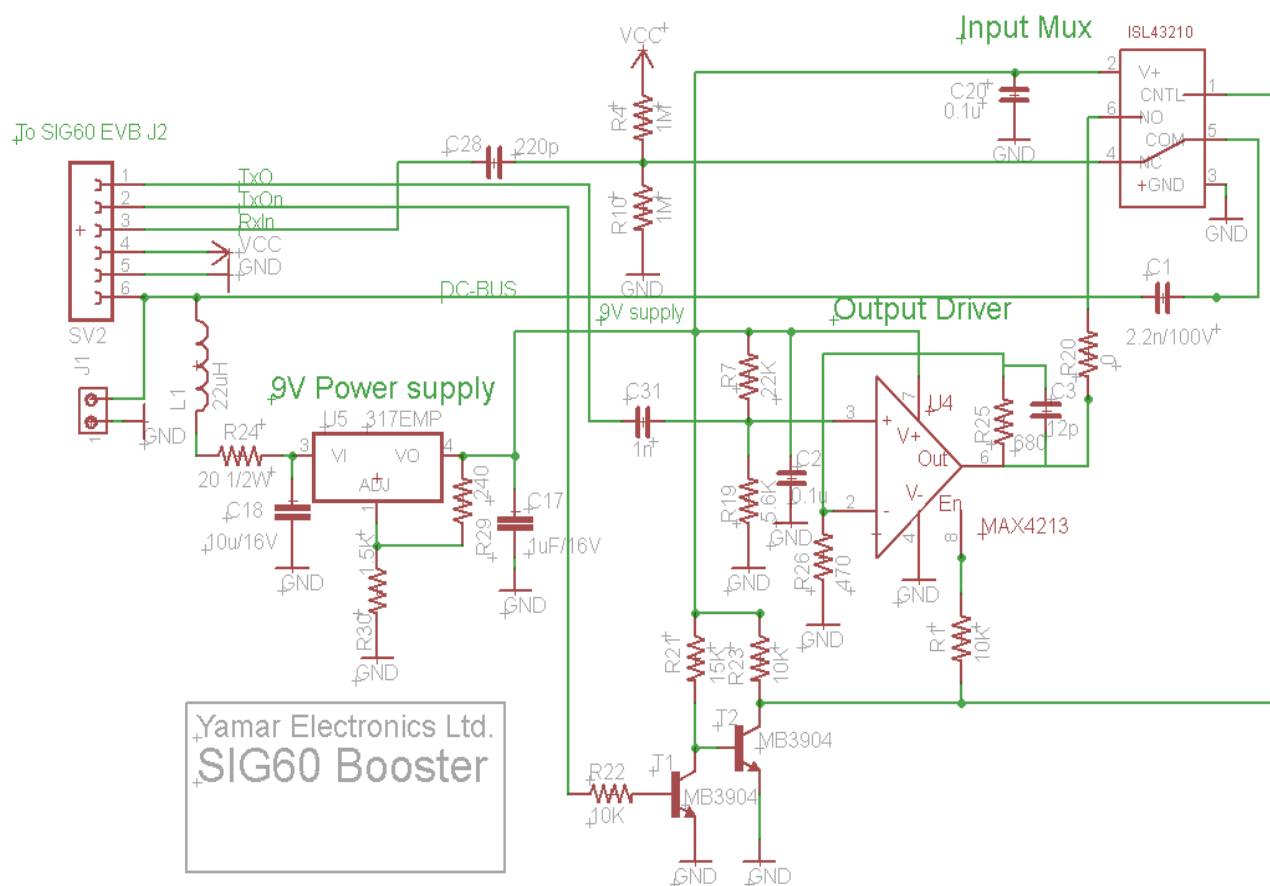 Input Mux
ISL43210
VCC
2
V+
CNTL
1
C20
0.1u
GND
6
NO
COM
5
4
NC
GND
3
GND
R4
1M
R10
1M
GND
To SIG60 EVB J2
C28
220p
1
TxO
2
TxOn
3
RxIn
4
VCC
5
GND
6
DC-BUS
SV2
C1
2.2n/100V
9V supply
Output Driver
J1
1
GND
L1
22uH
9V Power supply
R24
20 1/2W
U5
317EMP
3
VI
VO
4
ADJ
1
C18
10u/16V
GND
R29
240
C17
1uF/16V
GND
R30
1.5K
GND
C31
1n
R7
22K
R19
5.6K
GND
C2
0.1u
GND
3
+
7
U4
V+
Out
6
2
-
V-
4
En
8
MAX4213
GND
R26
470
GND
R25
680
C3
12p
R20
0
R1
10K
R21
15K
R23
10K
T2
MB3904
T1
MB3904
R22
10K
GND
GND
Yamar Electronics Ltd.
SIG60 Booster